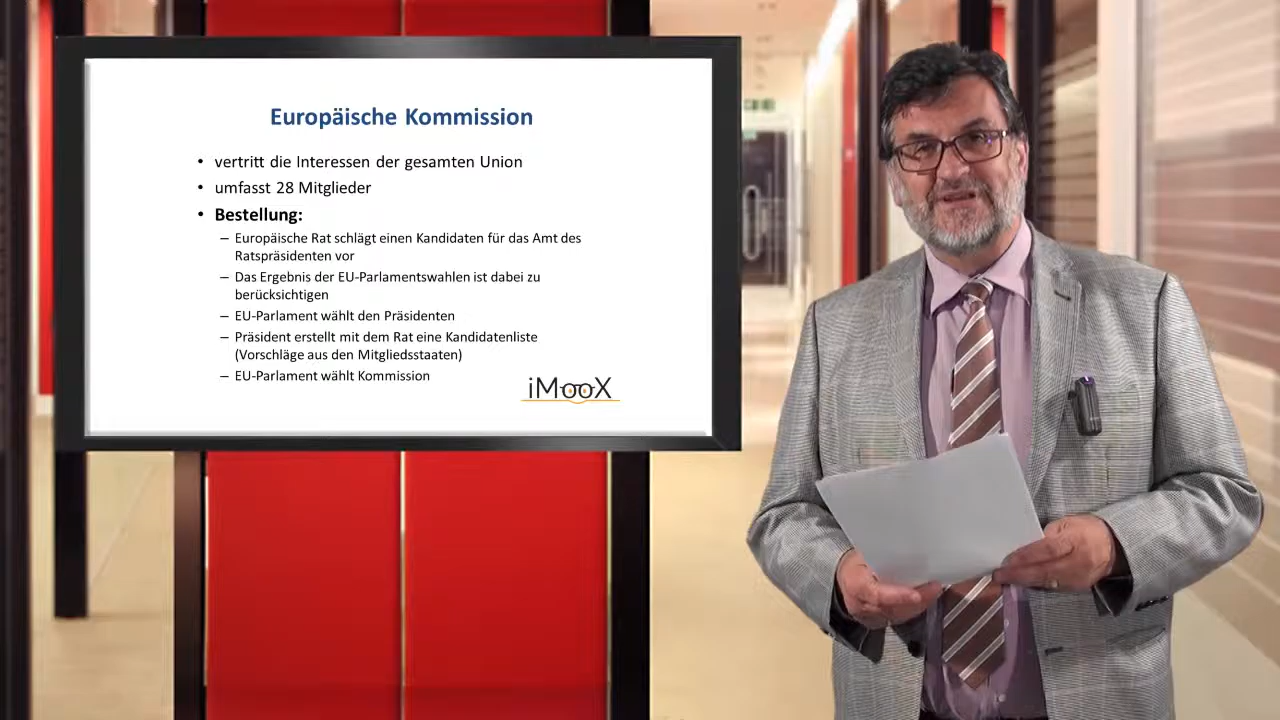 Europäische Kommission
• vertritt die Interessen der gesamten Union
• umfasst 28 Mitglieder
• Bestellung:
– Europäische Rat schlägt einen Kandidaten für das Amt des
Ratspräsidenten vor
– Das Ergebnis der EU-Parlamentswahlen ist dabei zu
berücksichtigen
– EU-Parlament wählt den Präsidenten
– Präsident erstellt mit dem Rat eine Kandidatenliste
(Vorschläge aus den Mitgliedsstaaten)
– EU-Parlament wählt Kommission
iMooX